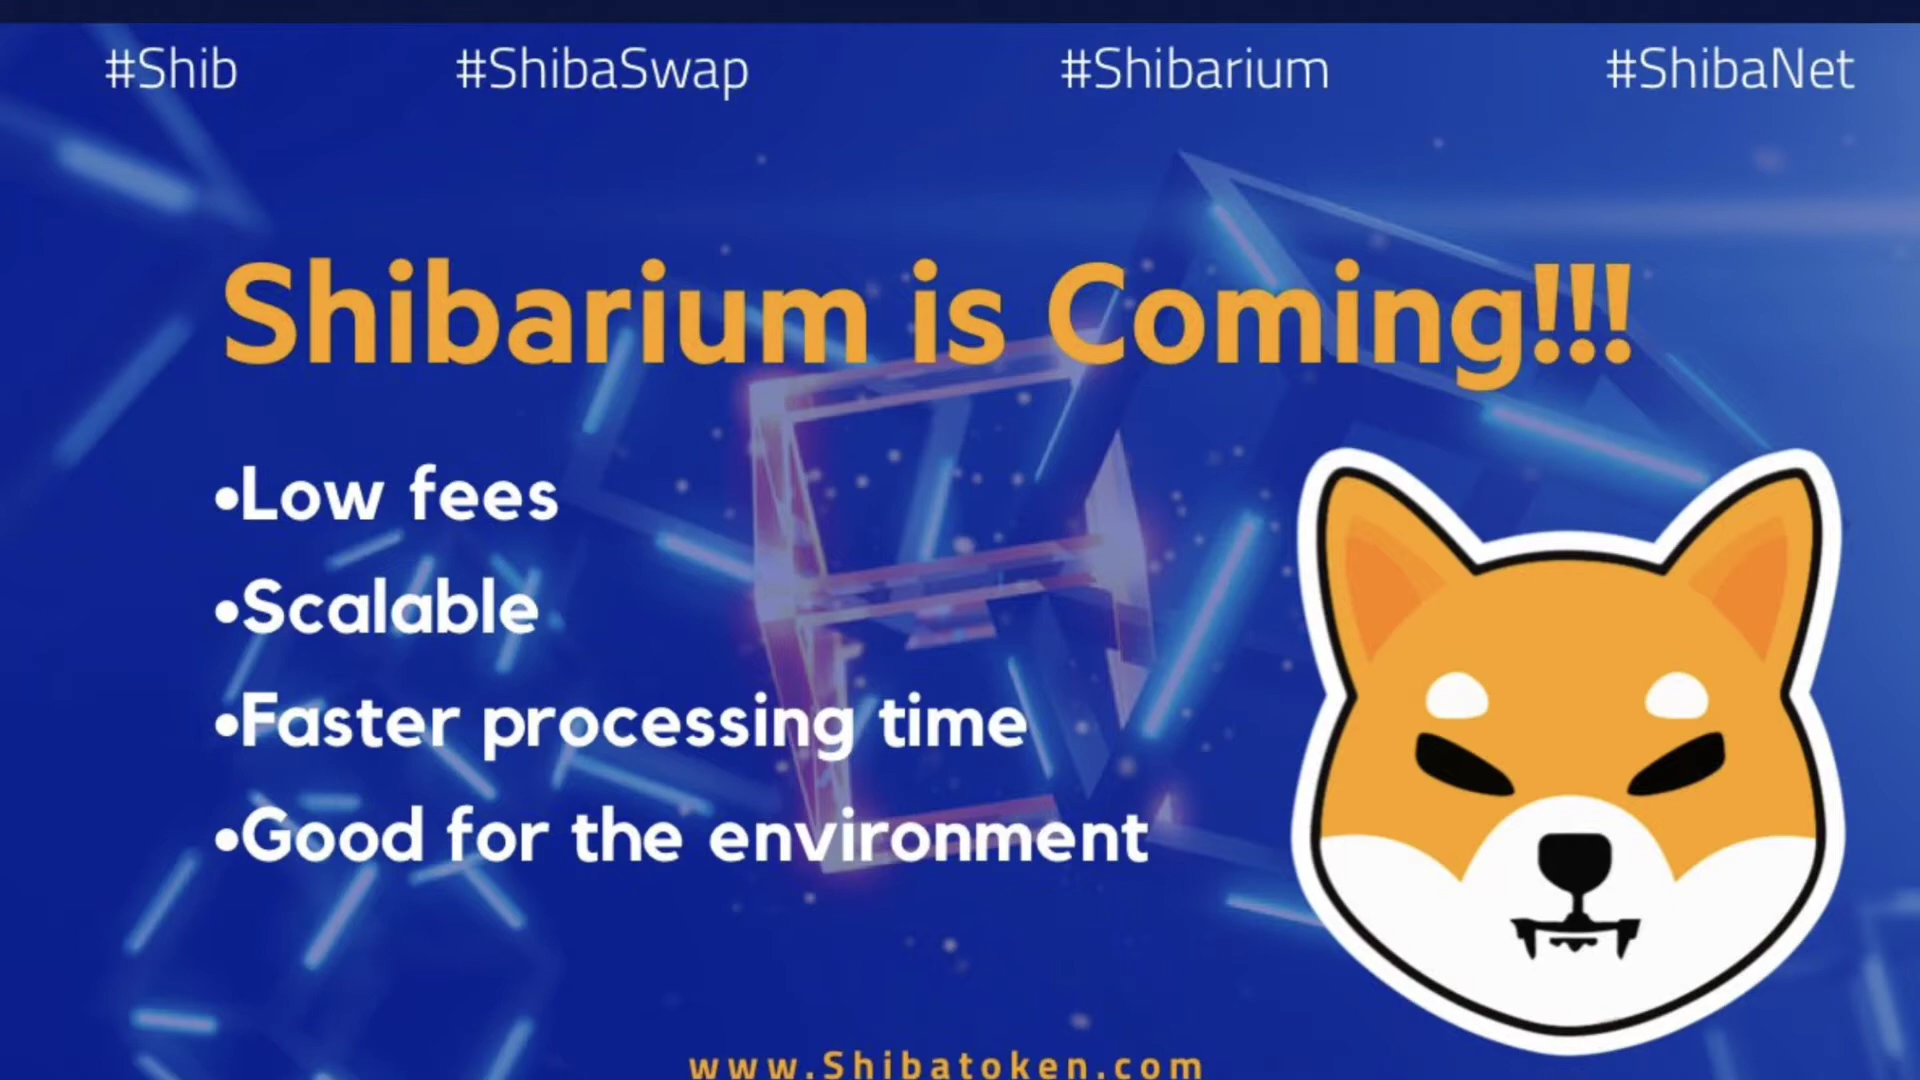 #Shib #ShibaSwap #Shibarium #ShibaNet
Shibarium is Coming!!!
•Low fees
•Scalable
•Faster processing time
•Good for the environment
www.Shibatoken.com